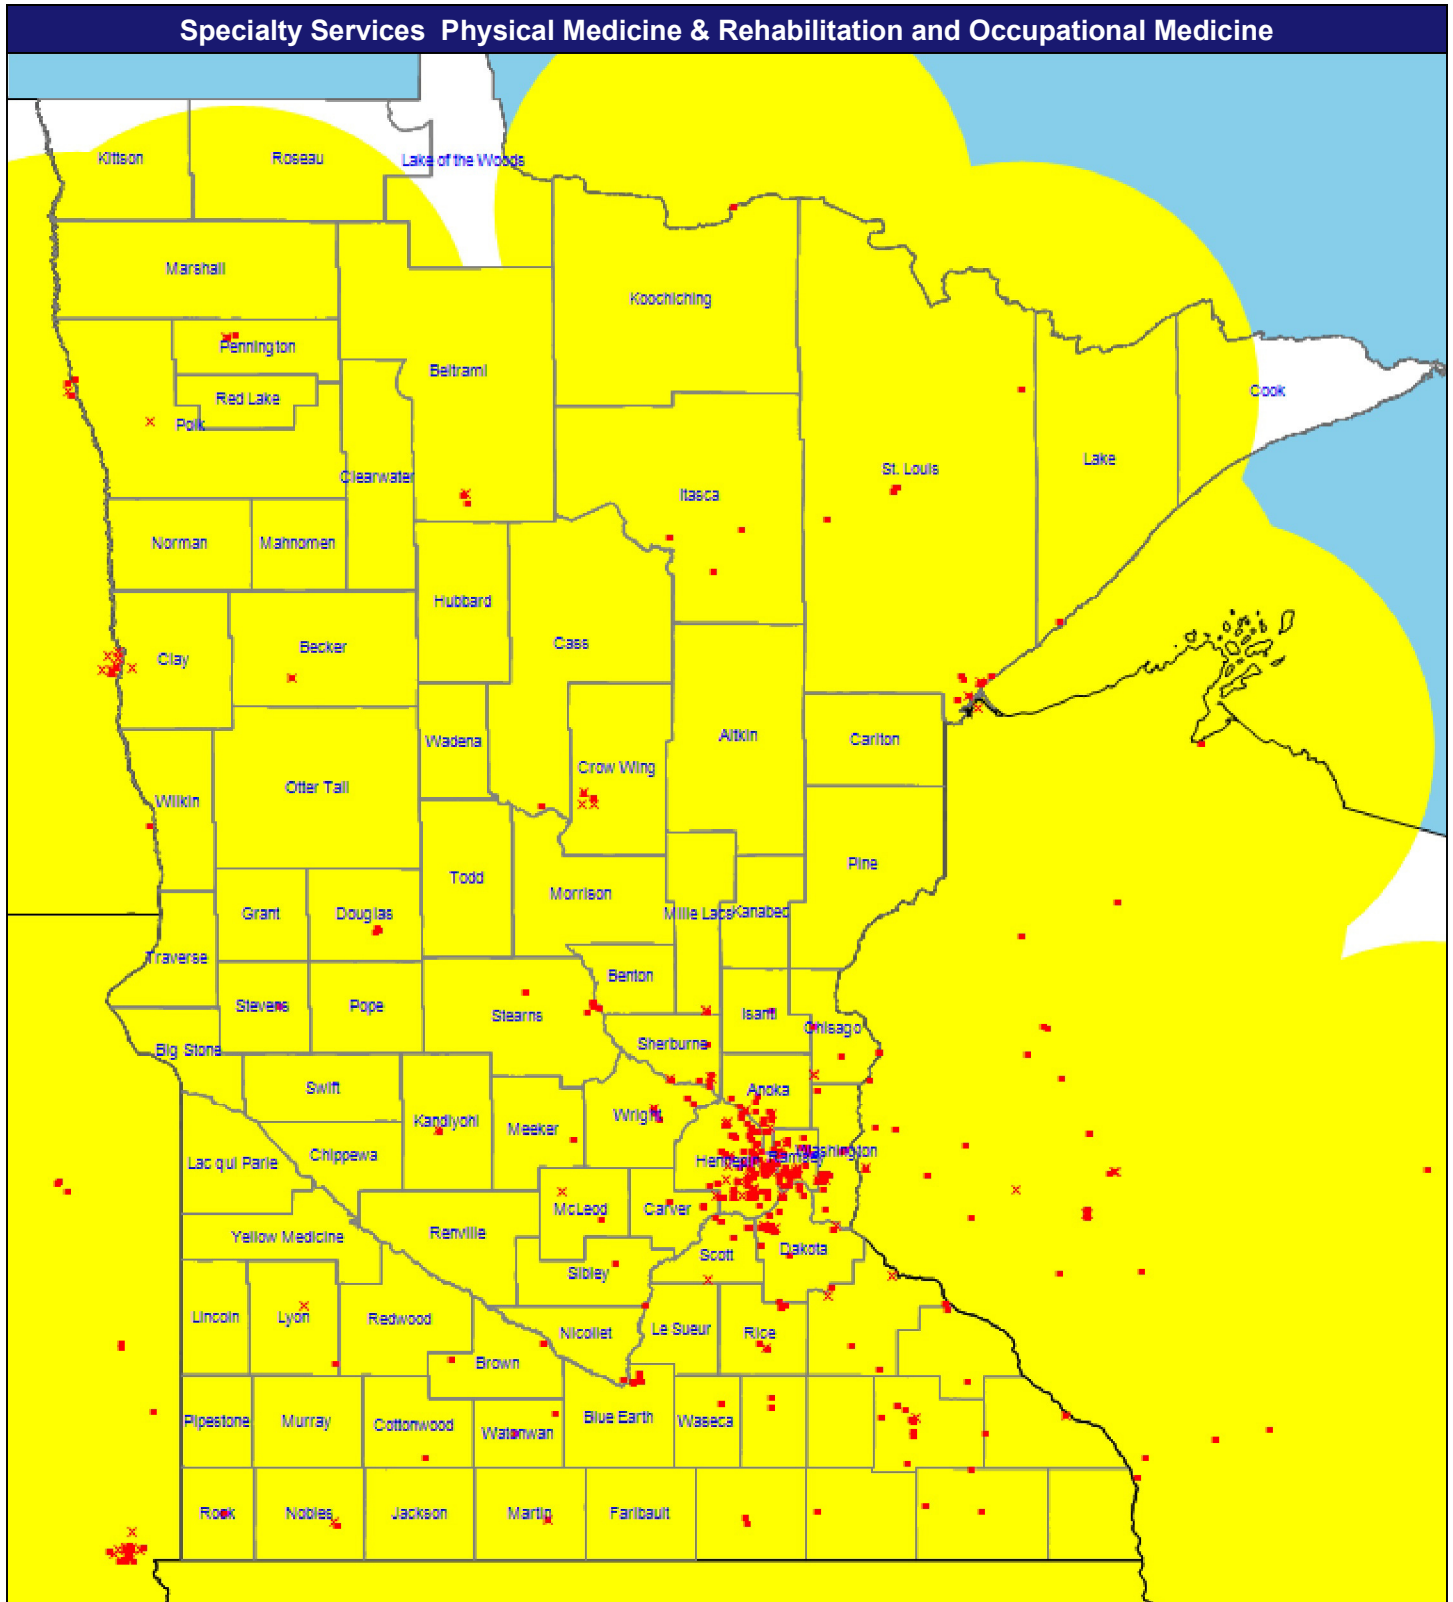 Specialty Services  Physical Medicine & Rehabilitation and Occupational Medicine
Kittson
Roseau
Lake of the Woods
Marshall
Koochiching
Pennington
Beltrami
Red Lake
Cook
Polk
Clearwater
St. Louis
Lake
Itasca
Norman
Mahnomen
Hubbard
Cass
Clay
Becker
Wadena
Aitkin
Carlton
Crow Wing
Otter Tail
Wilkin
Pine
Todd
Morrison
Grant
Douglas
Mille Lacs
Kanabec
Traverse
Benton
Stevens
Pope
Stearns
Isanti
Chisago
Big Stone
Sherburne
Swift
Anoka
Kandiyohi
Meeker
Wright
Lac qui Parle
Chippewa
Hennepin
Ramsey
Washington
McLeod
Carver
Yellow Medicine
Renville
Scott
Dakota
Sibley
Lincoln
Lyon
Redwood
Nicollet
Le Sueur
Rice
Brown
Pipestone
Murray
Cottonwood
Watonwan
Blue Earth
Waseca
Rock
Nobles
Jackson
Martin
Faribault